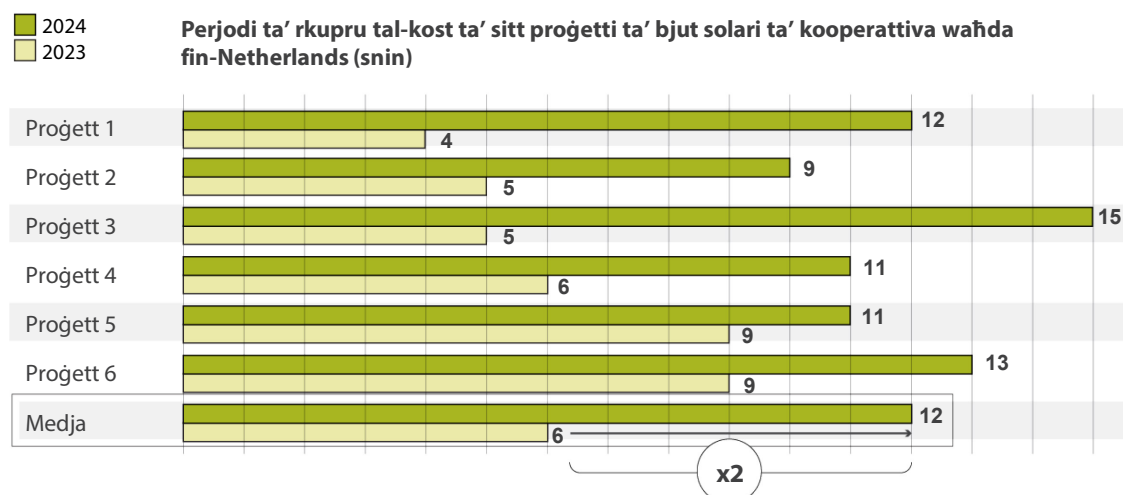 2024
2023
Perjodi ta’ rkupru tal-kost ta’ sitt proġetti ta’ bjut solari ta’ kooperattiva waħda
fin-Netherlands (snin)
Proġett 1
12
4
Proġett 2
9
5
Proġett 3
15
5
Proġett 4
11
6
Proġett 5
11
9
Proġett 6
13
9
Medja
12
6
x2